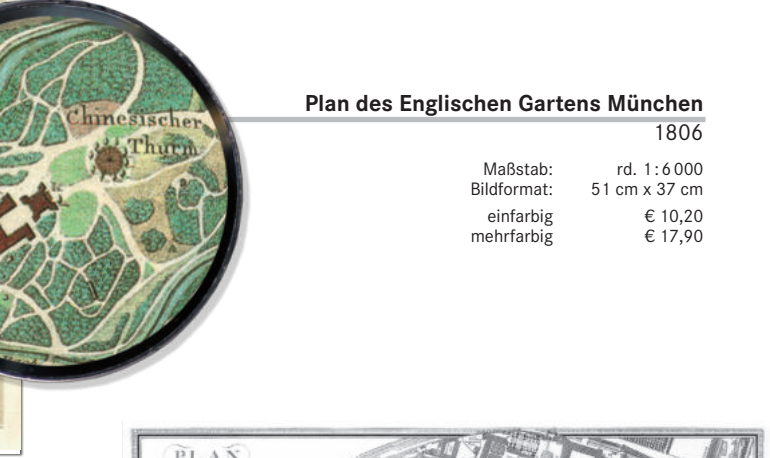 Chinesischer
Thurm
Plan des Englischen Gartens München
1806
Maßstab: rd. 1:6 000
Bildformat: 51 cm x 37 cm
einfarbig € 10,20
mehrfarbig € 17,90
PLAN